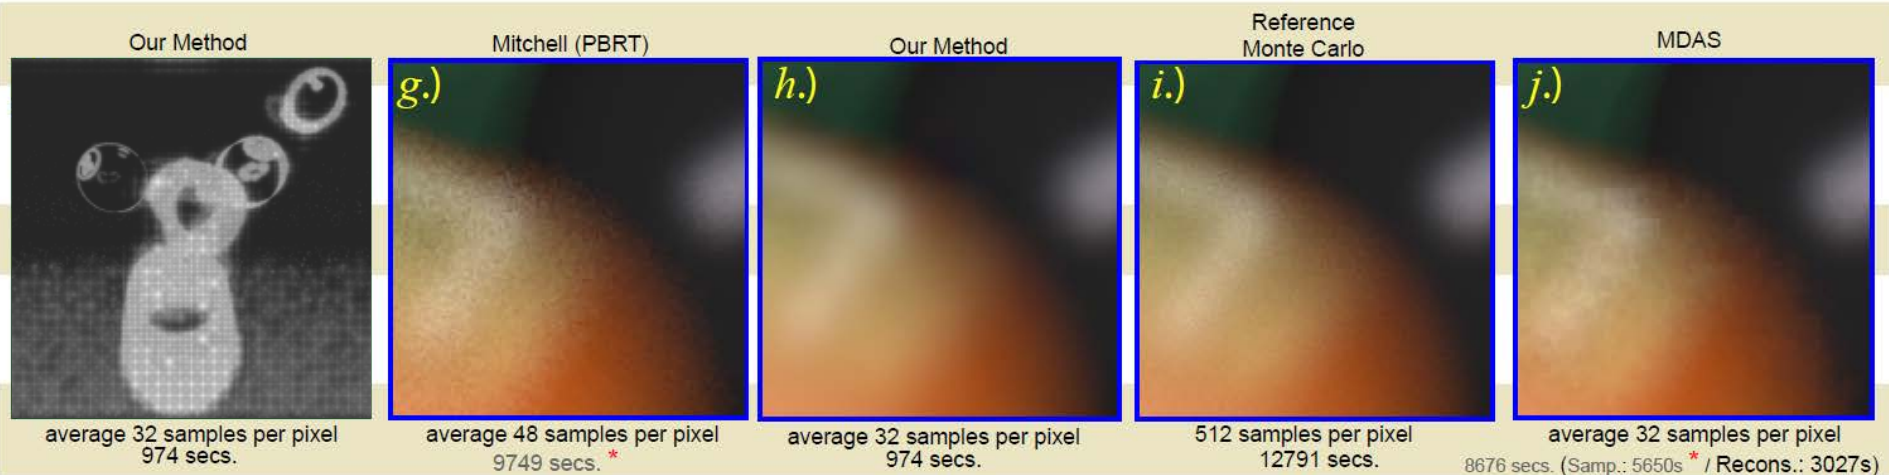 Our Method
average 32 samples per pixel
974 secs.
Mitchell (PBRT)
g.)
average 48 samples per pixel
9749 secs. *
Our Method
h.)
average 32 samples per pixel
974 secs.
Reference
Monte Carlo
i.)
512 samples per pixel
12791 secs.
MDAS
j.)
average 32 samples per pixel
8676 secs. (Samp.: 5650s * / Recons.: 3027s)